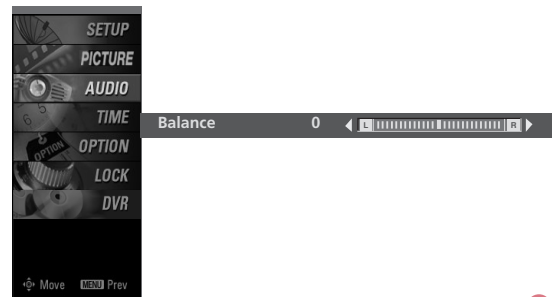 SETUP
PICTURE
AUDIO
TIME
Balance 0 L R
OPTION
LOCK
DVR
Move MENU Prev